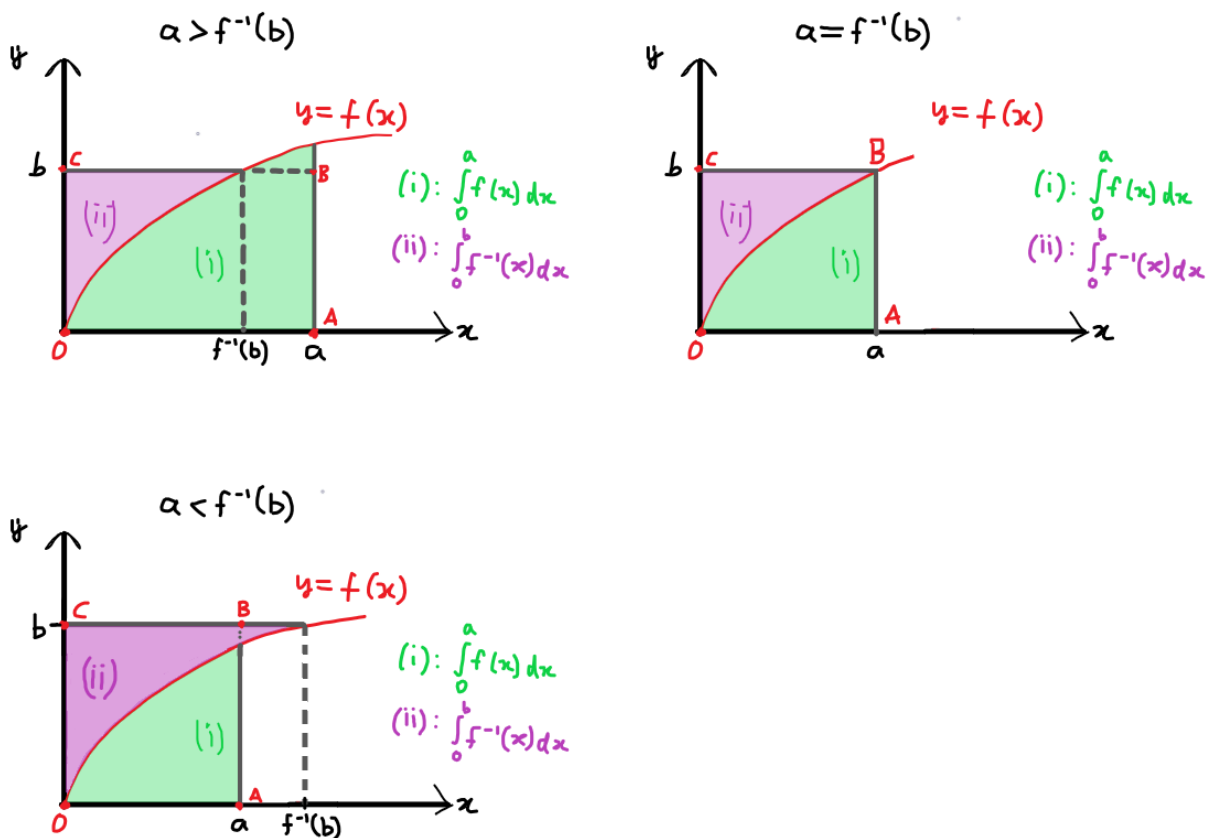 a > f⁻¹(b)
y
y = f(x)
b
C
B
(ii)
(i)
(i): ∫₀ᵃ f(x) dx
(ii): ∫₀ᵇ f⁻¹(x) dx
A
x
O
f⁻¹(b)
a
a = f⁻¹(b)
y
y = f(x)
b
C
B
(ii)
(i)
(i): ∫₀ᵃ f(x) dx
(ii): ∫₀ᵇ f⁻¹(x) dx
A
x
O
a
a < f⁻¹(b)
y
y = f(x)
b
C
B
(ii)
(i)
(i): ∫₀ᵃ f(x) dx
(ii): ∫₀ᵇ f⁻¹(x) dx
A
x
O
a
f⁻¹(b)